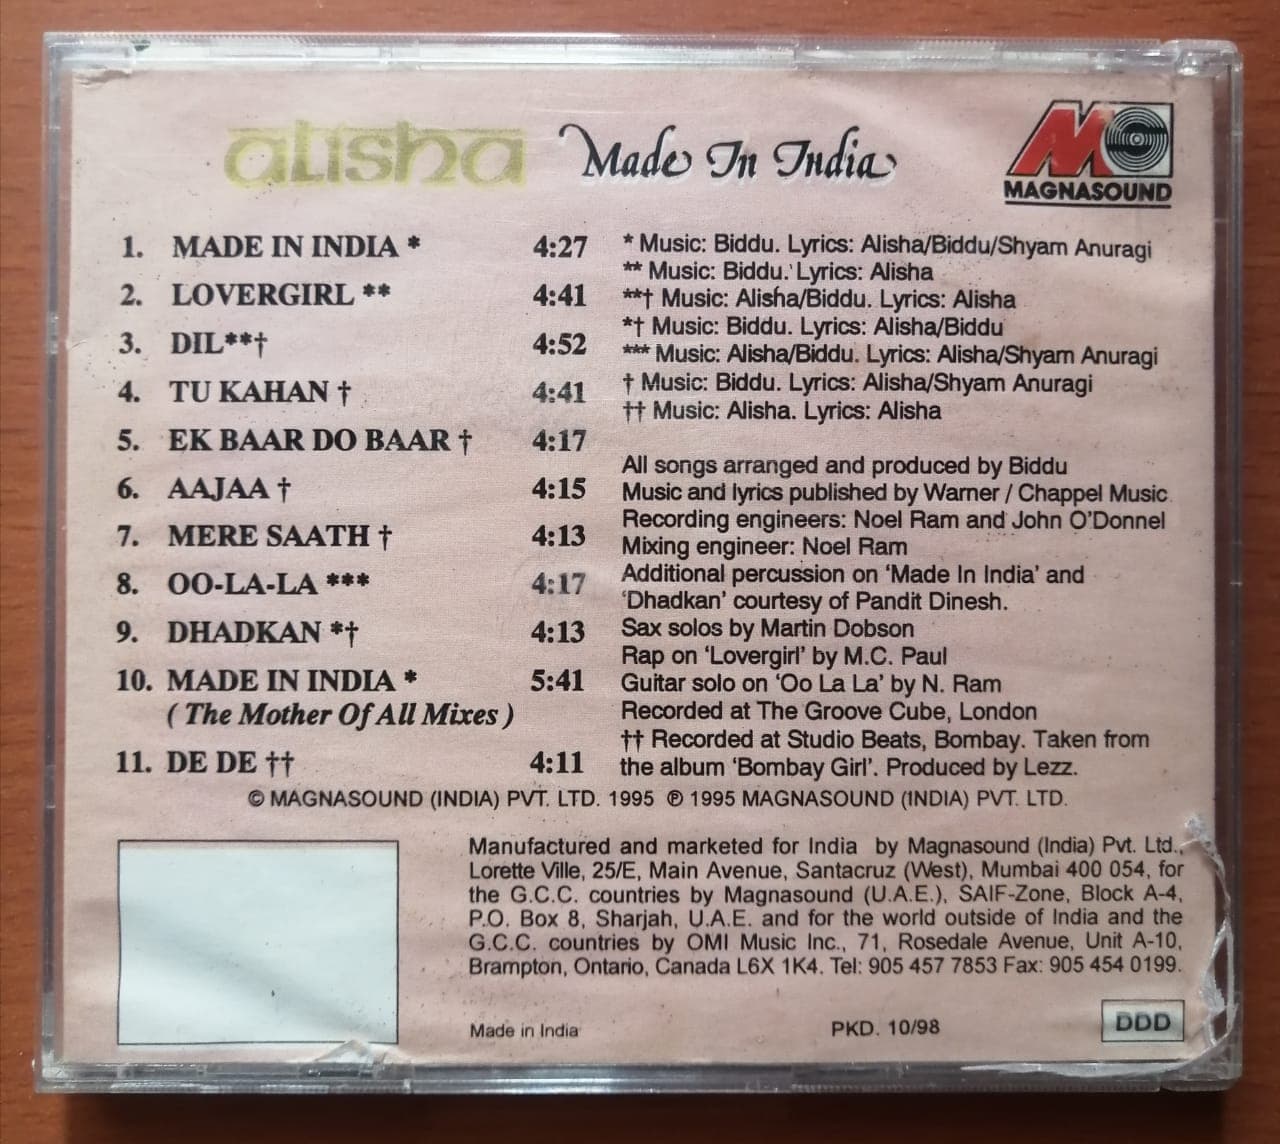 alisha Made In India
MAGNASOUND
1. MADE IN INDIA * 4:27
2. LOVERGIRL ** 4:41
3. DIL**† 4:52
4. TU KAHAN † 4:41
5. EK BAAR DO BAAR † 4:17
6. AAJAA † 4:15
7. MERE SAATH † 4:13
8. OO-LA-LA *** 4:17
9. DHADKAN *† 4:13
10. MADE IN INDIA * 5:41
( The Mother Of All Mixes )
11. DE DE †† 4:11
* Music: Biddu. Lyrics: Alisha/Biddu/Shyam Anuragi
** Music: Biddu. Lyrics: Alisha
**† Music: Alisha/Biddu. Lyrics: Alisha
*† Music: Biddu. Lyrics: Alisha/Biddu
*** Music: Alisha/Biddu. Lyrics: Alisha/Shyam Anuragi
† Music: Biddu. Lyrics: Alisha/Shyam Anuragi
†† Music: Alisha. Lyrics: Alisha
All songs arranged and produced by Biddu
Music and lyrics published by Warner / Chappel Music
Recording engineers: Noel Ram and John O'Donnel
Mixing engineer: Noel Ram
Additional percussion on 'Made In India' and
'Dhadkan' courtesy of Pandit Dinesh.
Sax solos by Martin Dobson
Rap on 'Lovergirl' by M.C. Paul
Guitar solo on 'Oo La La' by N. Ram
Recorded at The Groove Cube, London
†† Recorded at Studio Beats, Bombay. Taken from
the album 'Bombay Girl'. Produced by Lezz.
© MAGNASOUND (INDIA) PVT. LTD. 1995 ℗ 1995 MAGNASOUND (INDIA) PVT. LTD.
Manufactured and marketed for India by Magnasound (India) Pvt. Ltd.,
Lorette Ville, 25/E, Main Avenue, Santacruz (West), Mumbai 400 054, for
the G.C.C. countries by Magnasound (U.A.E.), SAIF-Zone, Block A-4,
P.O. Box 8, Sharjah, U.A.E. and for the world outside of India and the
G.C.C. countries by OMI Music Inc., 71, Rosedale Avenue, Unit A-10,
Brampton, Ontario, Canada L6X 1K4. Tel: 905 457 7853 Fax: 905 454 0199.
Made in India PKD. 10/98 DDD